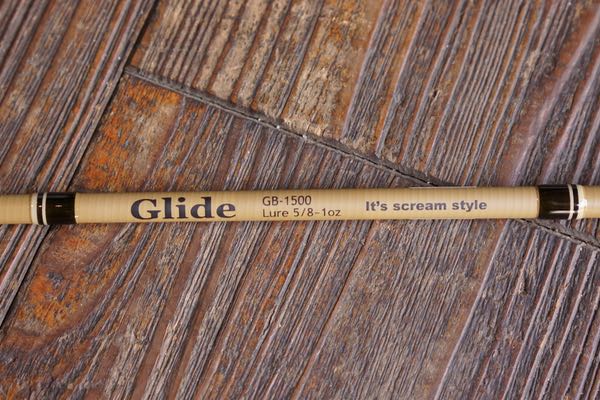 Glide
GB-1500
Lure 5/8-1oz
It's scream style